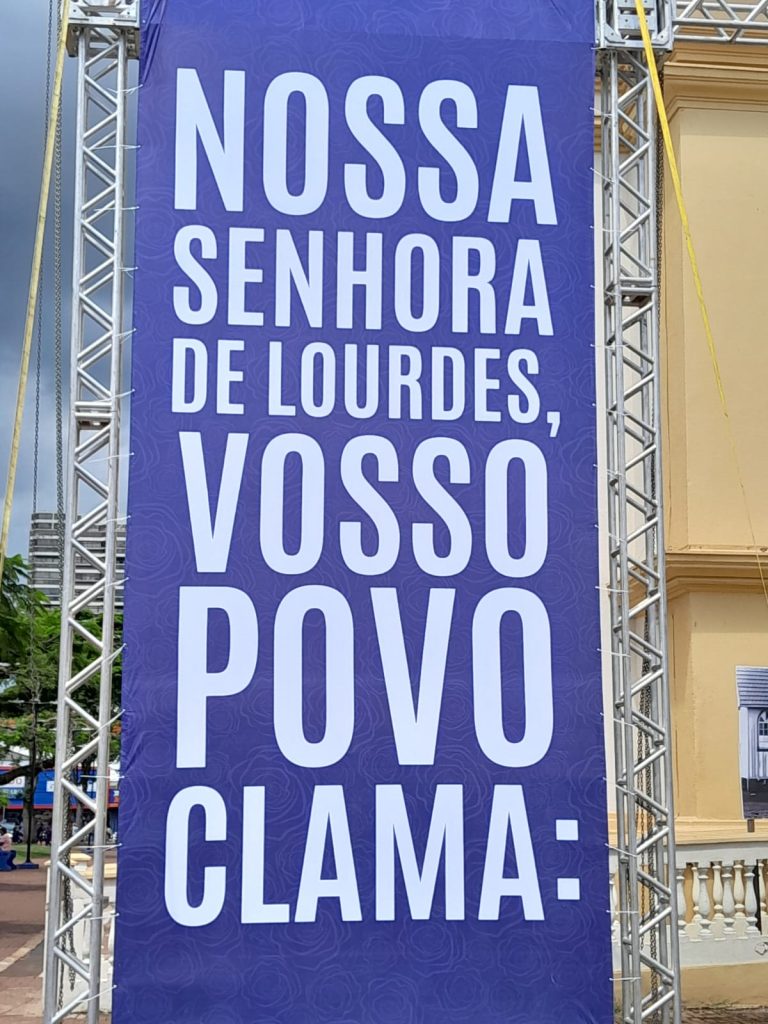 NOSSA
SENHORA
DE LOURDES,
VOSSO
POVO
CLAMA: